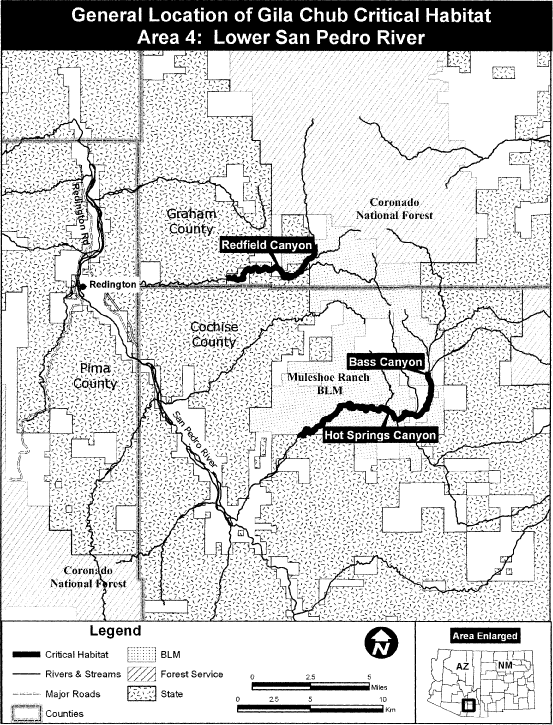 General Location of Gila Chub Critical Habitat
Area 4: Lower San Pedro River
Redington Rd
Graham
County
Coronado
National Forest
Redfield Canyon
Redington
Cochise
County
Pima
County
Bass Canyon
Muleshoe Ranch
BLM
San Pedro River
Hot Springs Canyon
Coronado
National Forest
Legend
Critical Habitat
BLM
Rivers & Streams
Forest Service
Major Roads
State
Counties
N
0 2.5 5
Miles
0 2.5 5 10
Km
Area Enlarged
AZ
NM